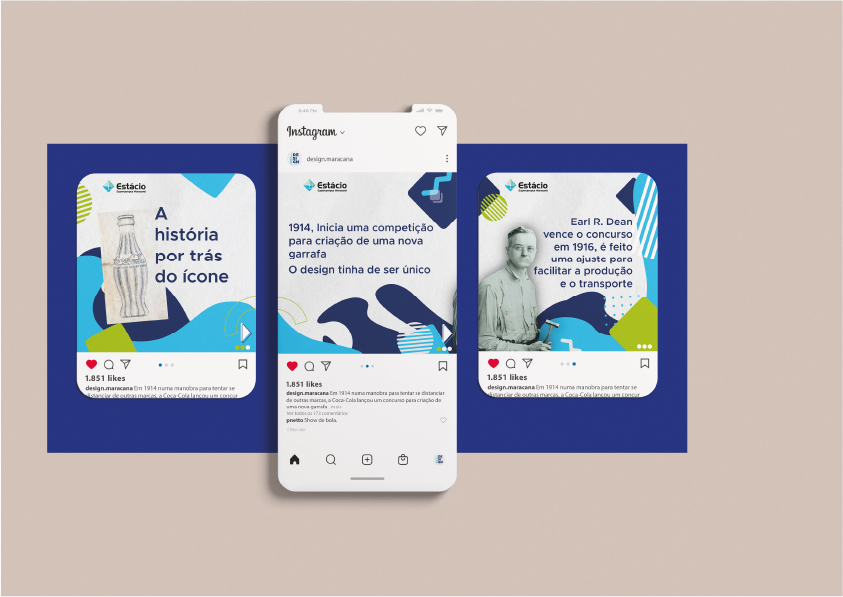 Estácio
A
história
por trás
do ícone
1.851 likes
design.maracana Em 1914 numa manobra para tentar se
distanciar de outras marcas, a Coca-Cola lançou um concur
Instagram
design.maracana
Estácio
1914, Inicia uma competição
para criação de uma nova
garrafa
O design tinha de ser único
1.851 likes
design.maracana Em 1914 numa manobra para tentar se distanciar
de outras marcas, a Coca-Cola lançou um concurso para criação de
uma nova garrafa
Ver todos os 173 comentários
pnetto Show de bola.
Estácio
Earl R. Dean
vence o concurso
em 1916, é feito
uma ajuste para
facilitar a produção
e o transporte
1.851 likes
design.maracana Em 1914 numa manobra para tentar se
distanciar de outras marcas, a Coca-Cola lançou um concur